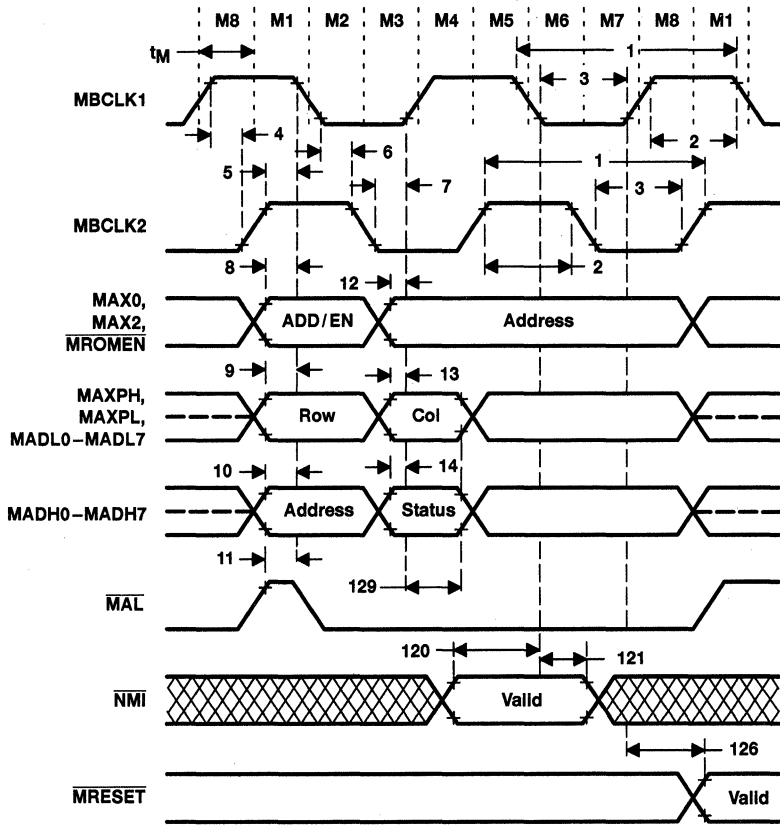 M8 M1 M2 M3 M4 M5 M6 M7 M8 M1
tM
1
3
MBCLK1
4
2
6
1
5
7
3
MBCLK2
8
2
12
MAX0,
MAX2,
MROMEN
ADD/EN
Address
9
13
MAXPH,
MAXPL,
MADL0–MADL7
Row
Col
10
14
MADH0–MADH7
Address
Status
11
129
MAL
120
121
NMI
Valid
126
MRESET
Valid